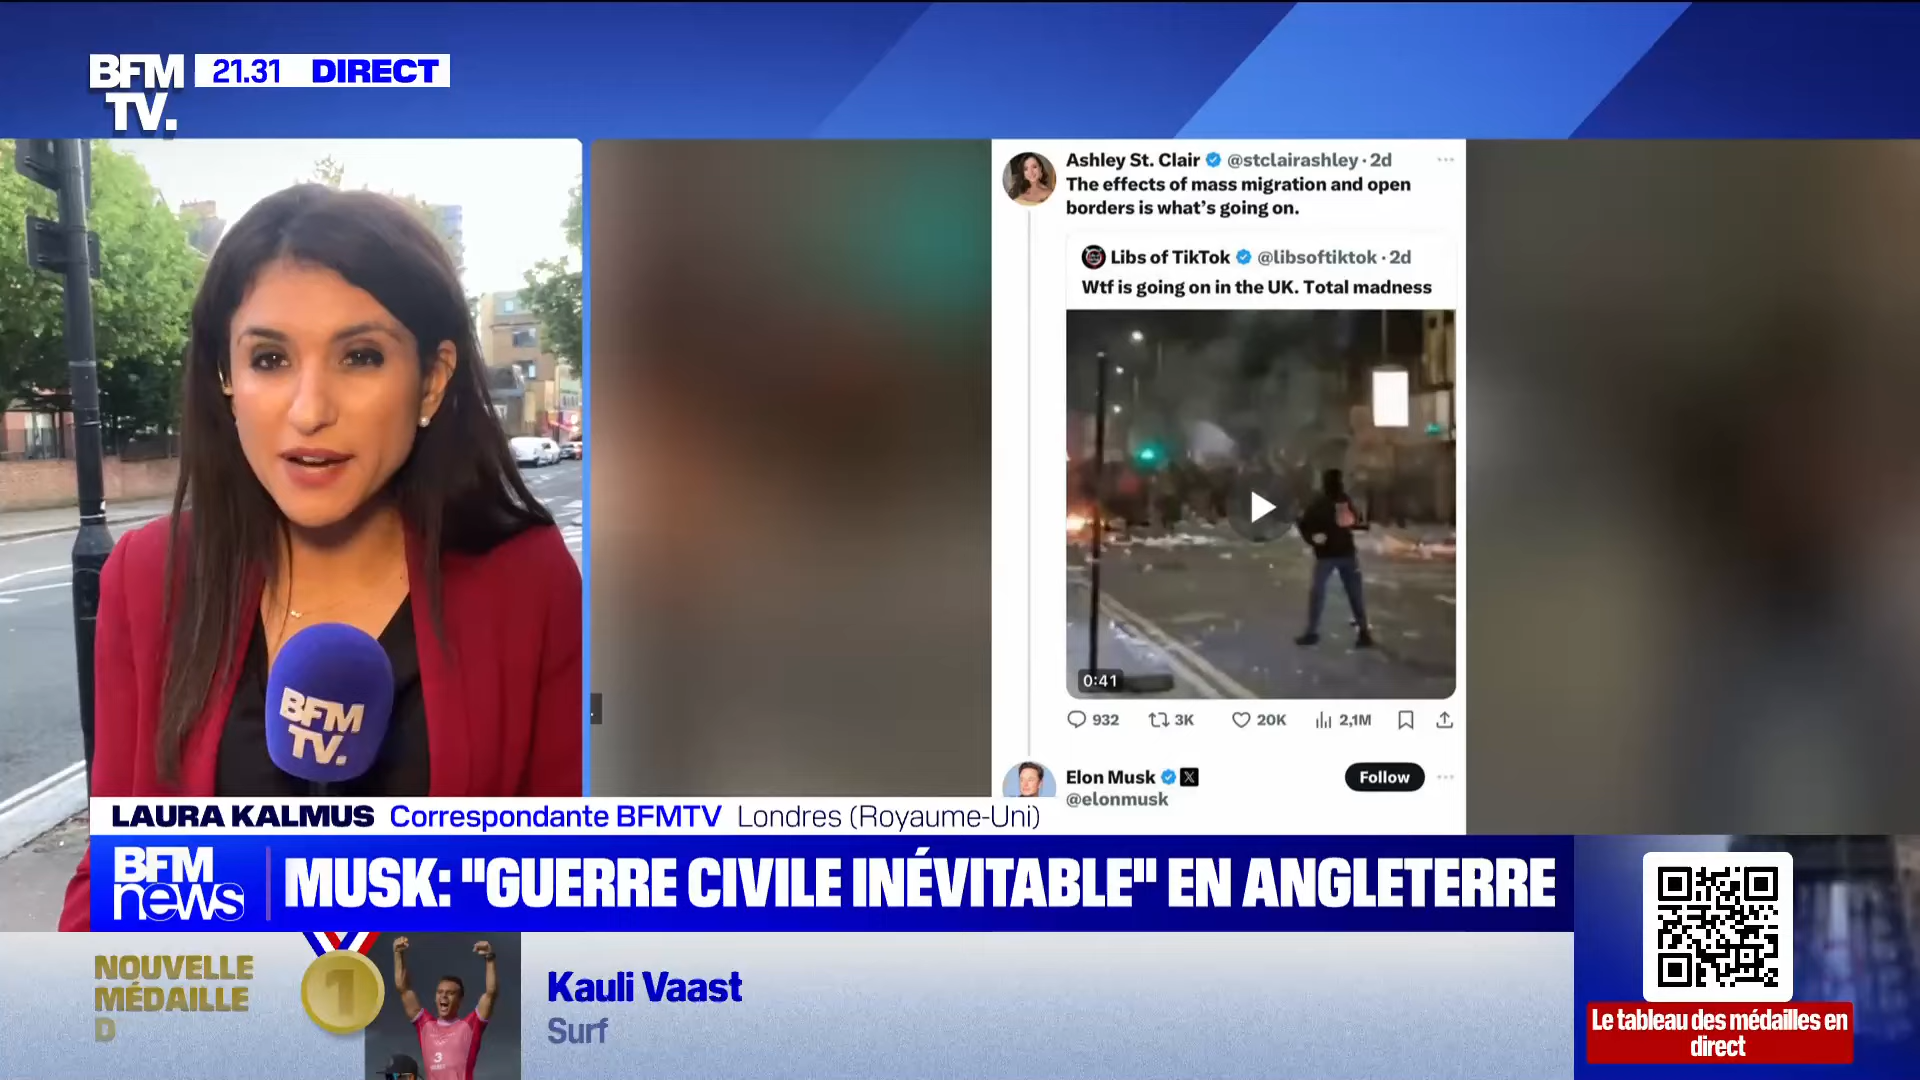 BFM
TV.
21.31 DIRECT
Ashley St. Clair @stclairashley · 2d
The effects of mass migration and open
borders is what's going on.
Libs of TikTok @libsoftiktok · 2d
Wtf is going on in the UK. Total madness
0:41
932 3K 20K 2,1M
Elon Musk X
@elonmusk
Follow
BFM
TV.
LAURA KALMUS Correspondante BFMTV Londres (Royaume-Uni)
BFM
news
MUSK: "GUERRE CIVILE INÉVITABLE" EN ANGLETERRE
NOUVELLE
MÉDAILLE
D
1
3
Kauli Vaast
Surf
Le tableau des médailles en
direct